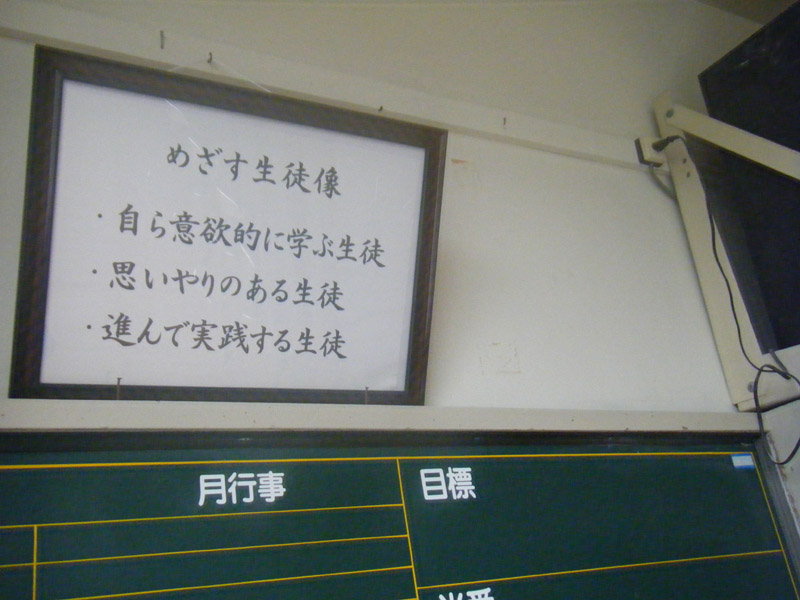 めざす生徒像
・自ら意欲的に学ぶ生徒
・思いやりのある生徒
・進んで実践する生徒
月行事
目標